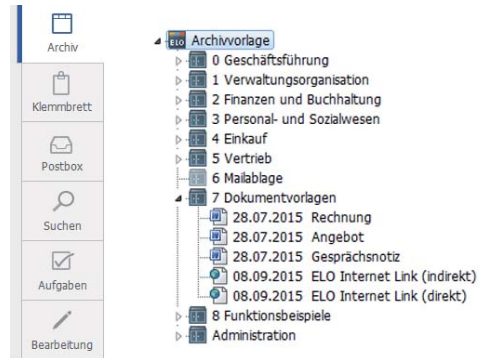 Archiv
Klemmbrett
Postbox
Suchen
Aufgaben
Bearbeitung
ELO Archivvorlage
0 Geschäftsführung
1 Verwaltungsorganisation
2 Finanzen und Buchhaltung
3 Personal- und Sozialwesen
4 Einkauf
5 Vertrieb
6 Mailablage
7 Dokumentvorlagen
28.07.2015 Rechnung
28.07.2015 Angebot
28.07.2015 Gesprächsnotiz
08.09.2015 ELO Internet Link (indirekt)
08.09.2015 ELO Internet Link (direkt)
8 Funktionsbeispiele
Administration